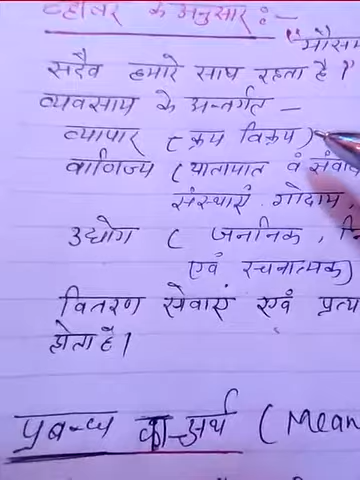 व्हीलर के अनुसार :-
"मौसम
सदैव हमारे साथ रहता है।"
व्यवसाय के अन्तर्गत –
व्यापार ( क्रय विक्रय )
वाणिज्य ( यातायात वं संवा
संस्थाएं, गोदाम,
उद्योग ( जननिक,
एवं रचनात्मक)
वितरण सेवाएं एवं प्रत्य
होता है।
प्रबन्ध का अर्थ ( Mean